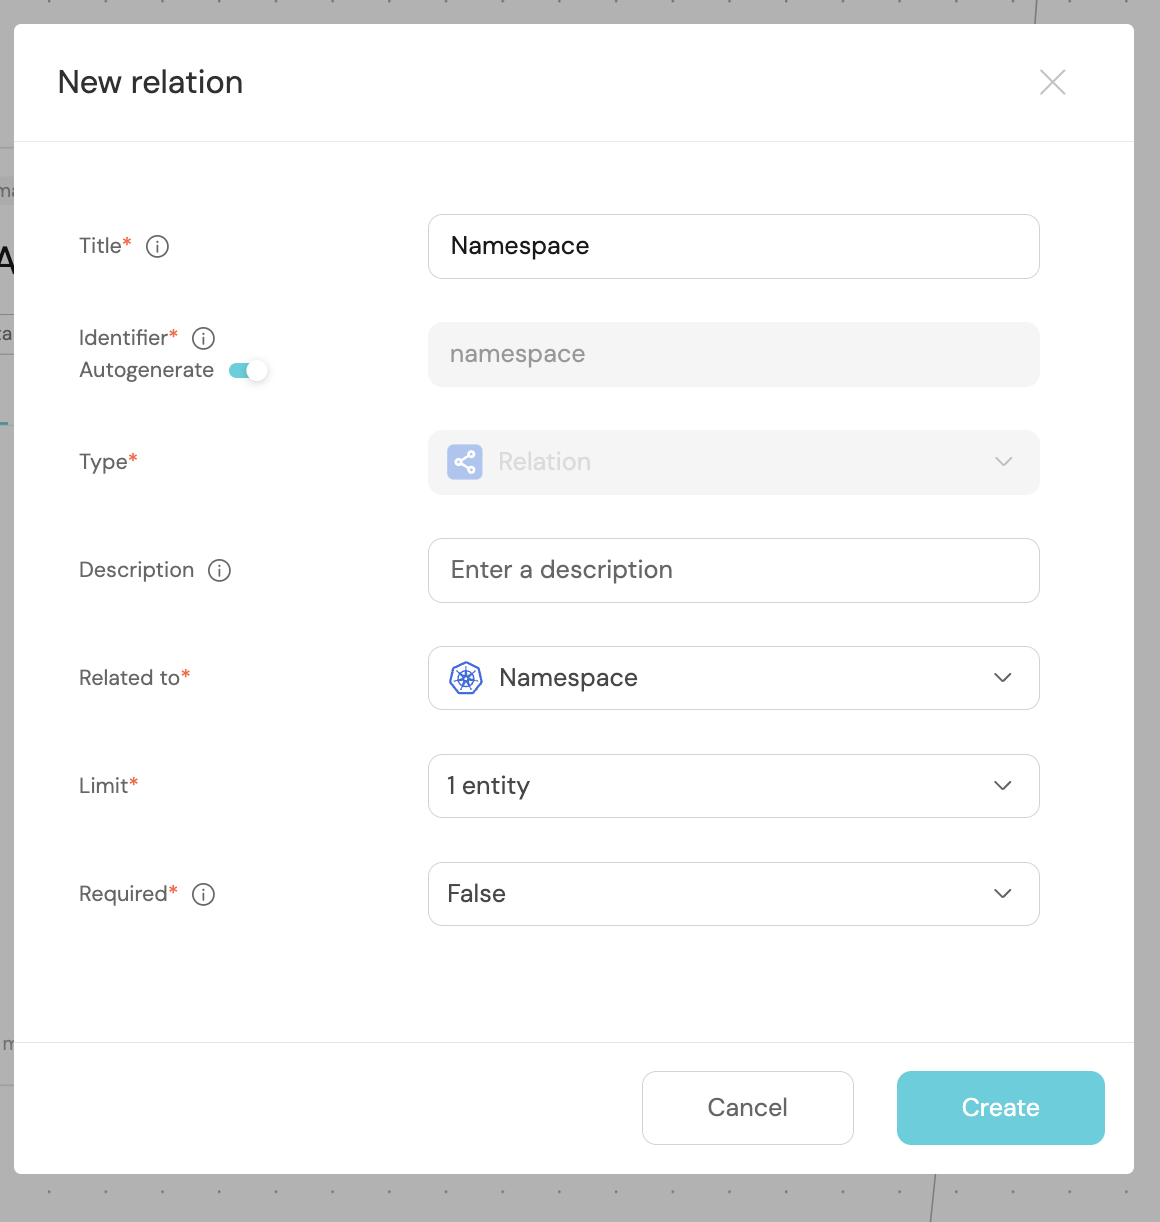 New relation
Title*
Namespace
Identifier*
Autogenerate
namespace
Type*
Relation
Description
Enter a description
Related to*
Namespace
Limit*
1 entity
Required*
False
Cancel
Create